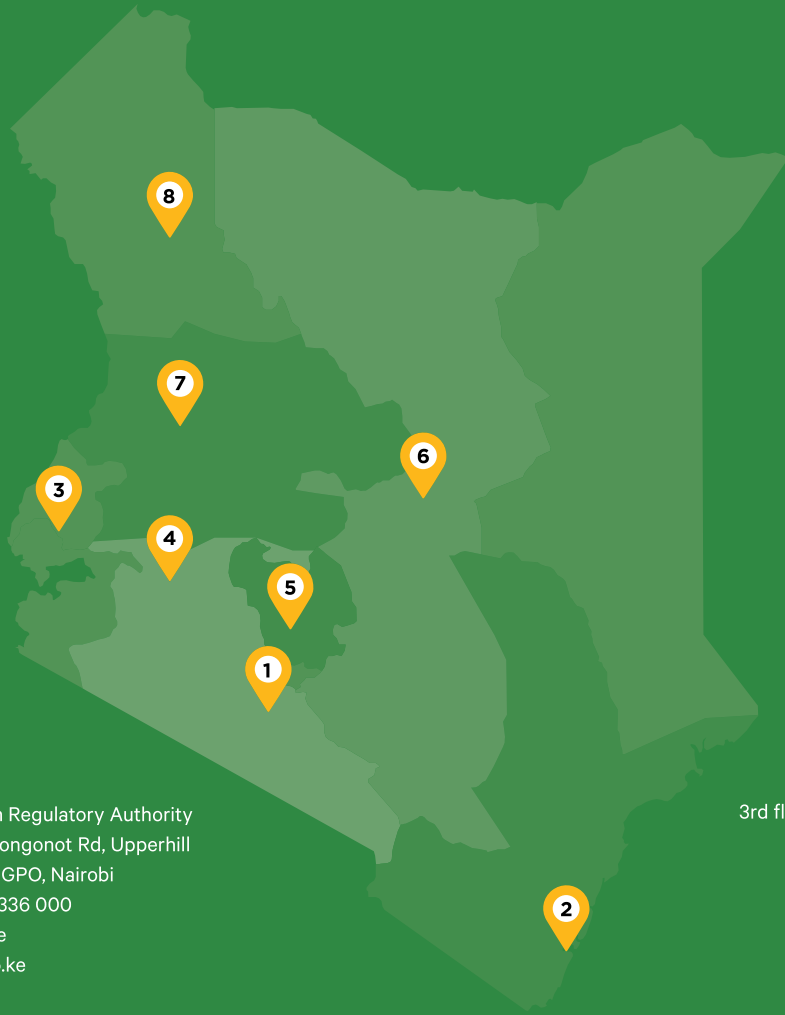 8
7
6
3
4
5
1
Regulatory Authority
ongonot Rd, Upperhill
GPO, Nairobi
336 000
e
.ke
3rd fl
2